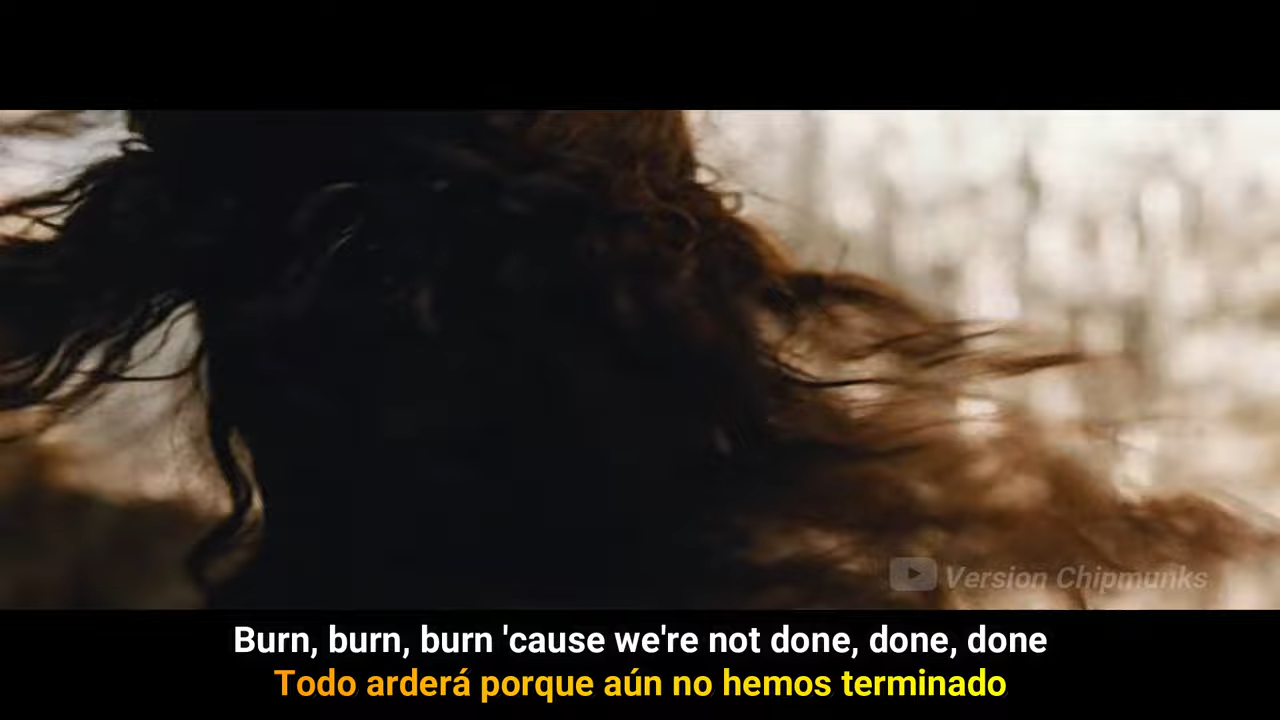 Version Chipmunks
Burn, burn, burn 'cause we're not done, done, done
Todo arderá porque aún no hemos terminado